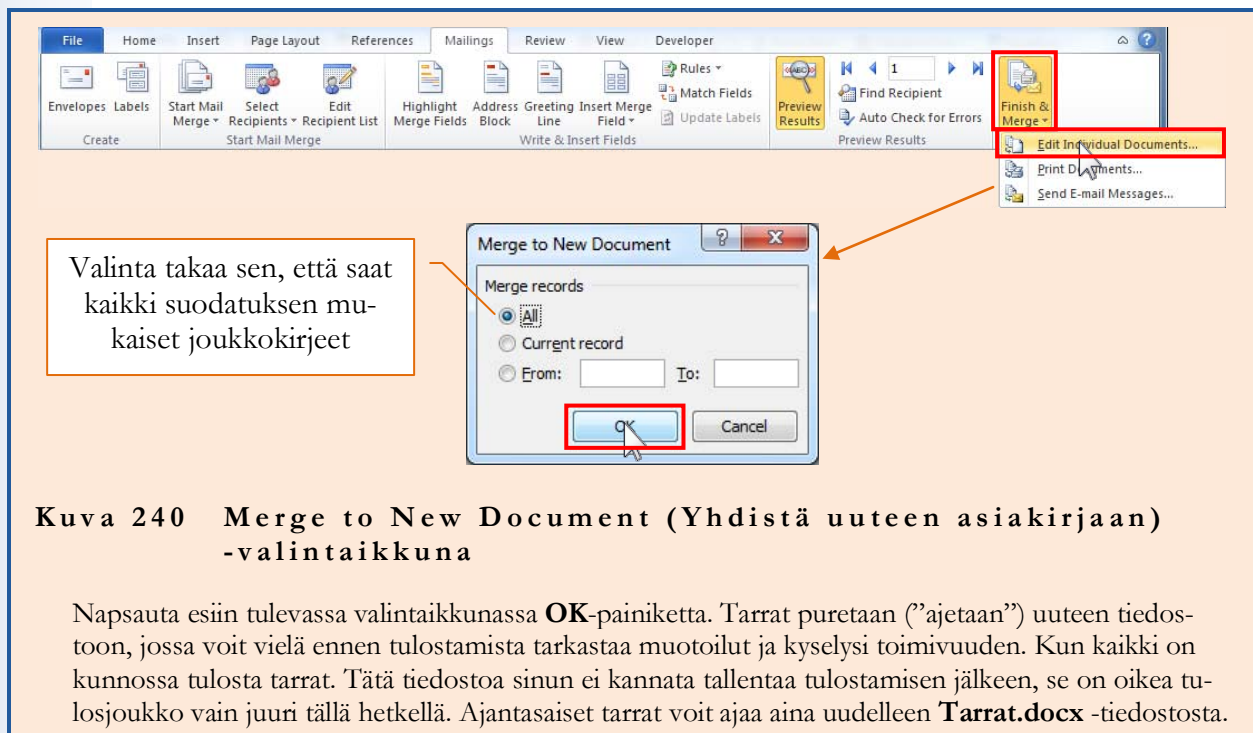 File Home Insert Page Layout References Mailings Review View Developer
Envelopes Labels Start Mail Merge Select Recipients Edit Recipient List Highlight Merge Fields Address Block Greeting Line Insert Merge Field Rules Match Fields Update Labels Preview Results 1 Find Recipient Auto Check for Errors Finish & Merge
Create Start Mail Merge Write & Insert Fields Preview Results
Edit Individual Documents...
Print Documents...
Send E-mail Messages...
Merge to New Document
Merge records
All
Current record
From: To:
OK Cancel
Valinta takaa sen, että saat
kaikki suodatuksen mu-
kaiset joukkokirjeet
Kuva 240 Merge to New Document (Yhdistä uuteen asiakirjaan)
-valintaikkuna
Napsauta esiin tulevassa valintaikkunassa OK-painiketta. Tarrat puretaan (”ajetaan”) uuteen tiedos-
toon, jossa voit vielä ennen tulostamista tarkastaa muotoilut ja kyselysi toimivuuden. Kun kaikki on
kunnossa tulosta tarrat. Tätä tiedostoa sinun ei kannata tallentaa tulostamisen jälkeen, se on oikea tu-
losjoukko vain juuri tällä hetkellä. Ajantasaiset tarrat voit ajaa aina uudelleen Tarrat.docx -tiedostosta.